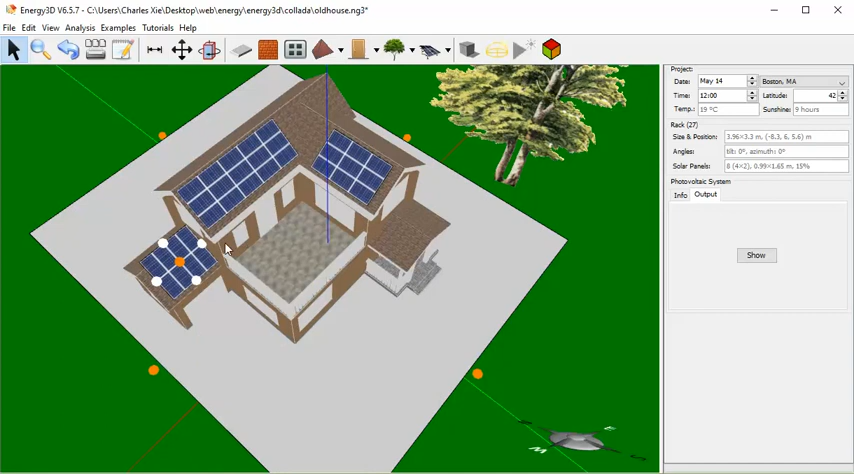 Energy3D V6.5.7 - C:\Users\Charles Xie\Desktop\web\energy\energy3d\collada\oldhouse.ng3*
File Edit View Analysis Examples Tutorials Help
Project:
Date: May 14 Boston, MA
Time: 12:00 Latitude: 42
Temp.: 19 °C Sunshine: 9 hours
Rack (27)
Size & Position: 3.96×3.3 m, (-8.3, 6, 5.6) m
Angles: tilt: 0°, azimuth: 0°
Solar Panels: 8 (4×2), 0.99×1.65 m, 15%
Photovoltaic System
Info Output
Show
E
W
S